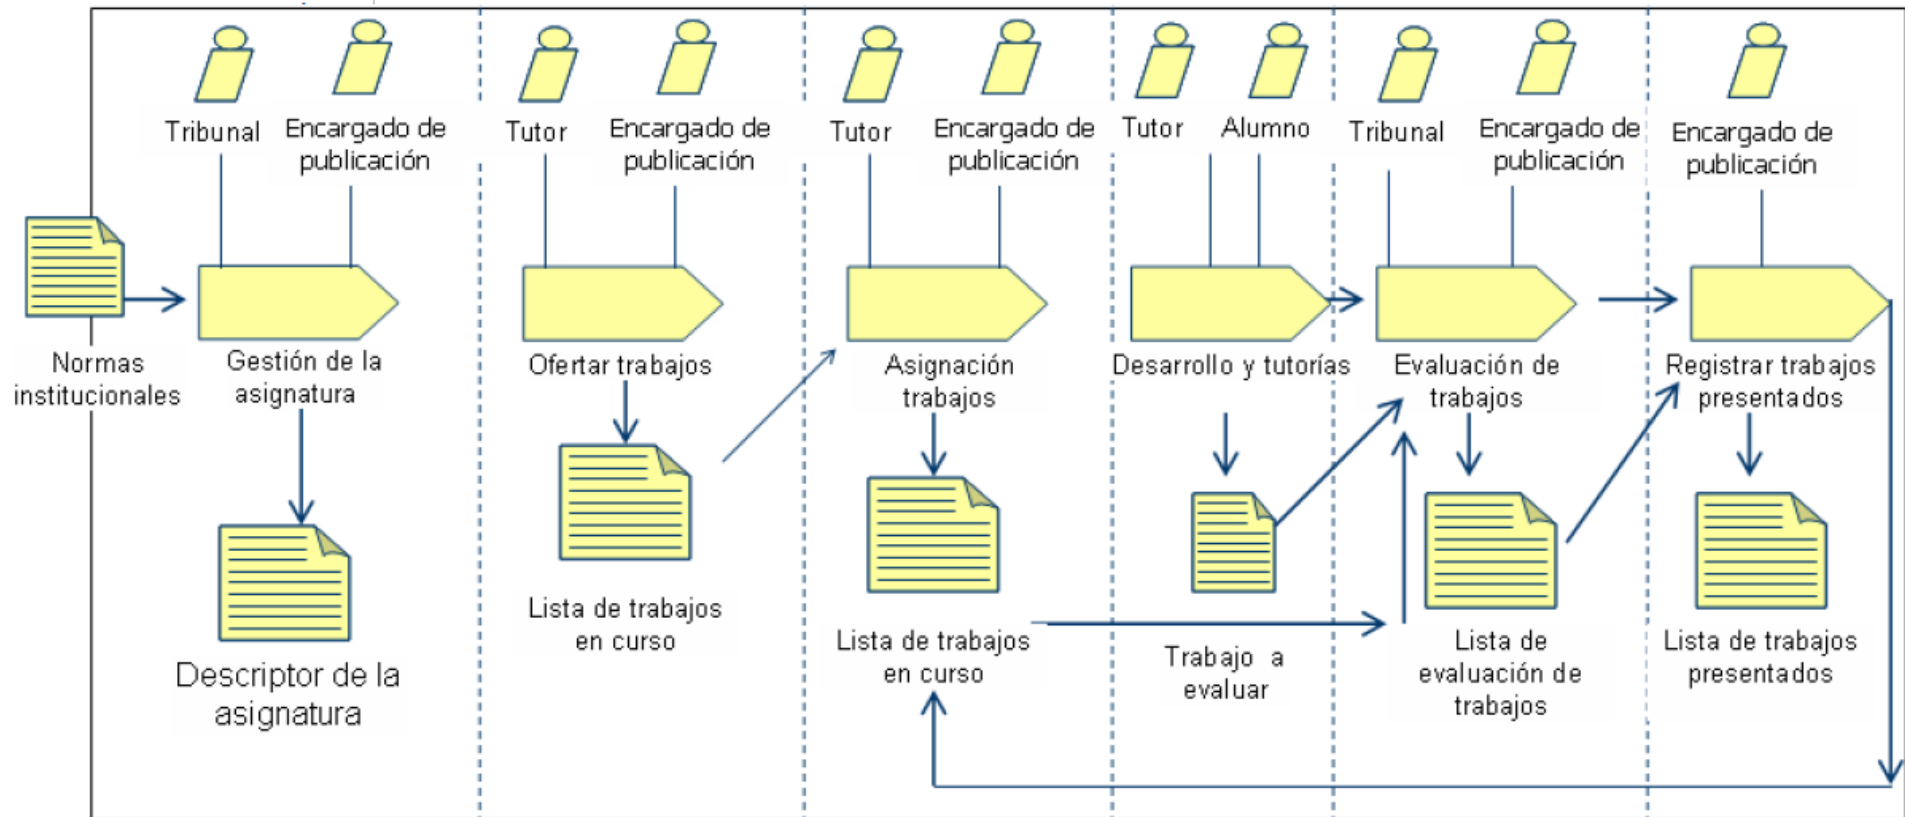 Tribunal
Encargado de
publicación
Tutor
Encargado de
publicación
Tutor
Encargado de
publicación
Tutor
Alumno
Tribunal
Encargado de
publicación
Encargado de
publicación
Normas
institucionales
Gestión de la
asignatura
Ofertar trabajos
Asignación
trabajos
Desarrollo y tutorías
Evaluación de
trabajos
Registrar trabajos
presentados
Descriptor de la
asignatura
Lista de trabajos
en curso
Lista de trabajos
en curso
Trabajo a
evaluar
Lista de
evaluación de
trabajos
Lista de trabajos
presentados